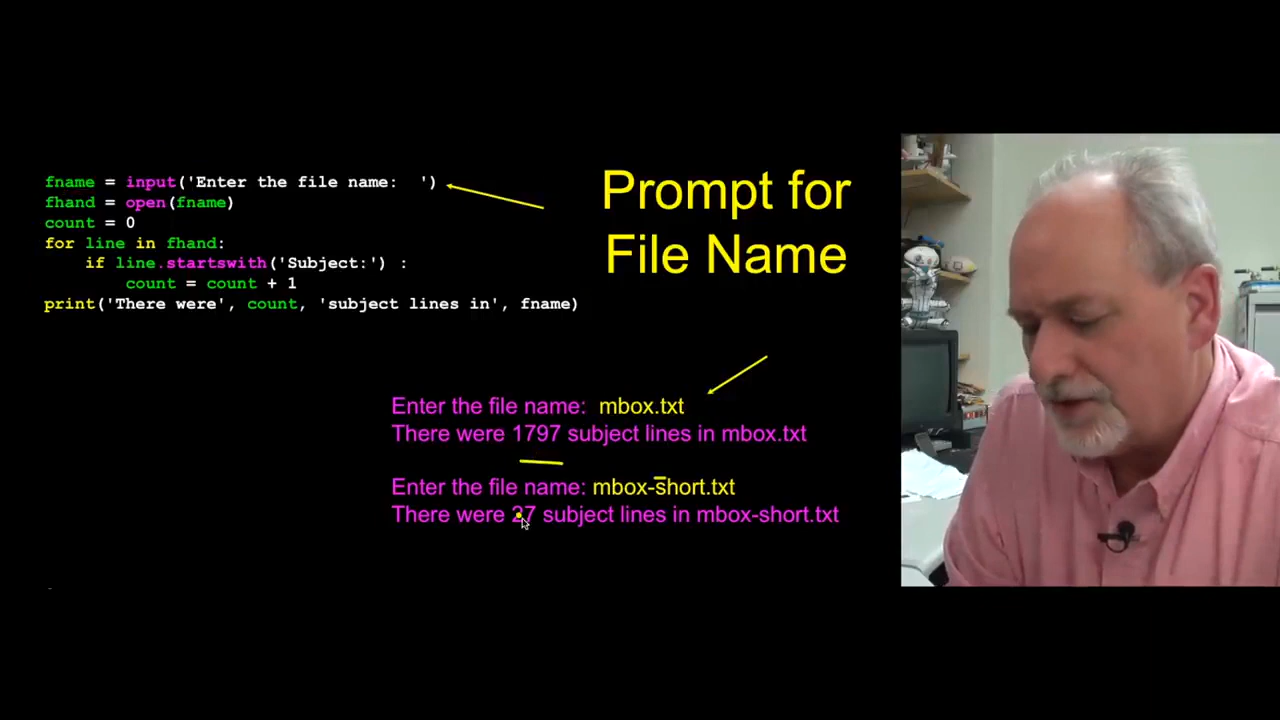 fname = input('Enter the file name:  ')
fhand = open(fname)
count = 0
for line in fhand:
    if line.startswith('Subject:') :
        count = count + 1
print('There were', count, 'subject lines in', fname)
Prompt for
File Name
Enter the file name:  mbox.txt
There were 1797 subject lines in mbox.txt
Enter the file name: mbox-short.txt
There were 27 subject lines in mbox-short.txt